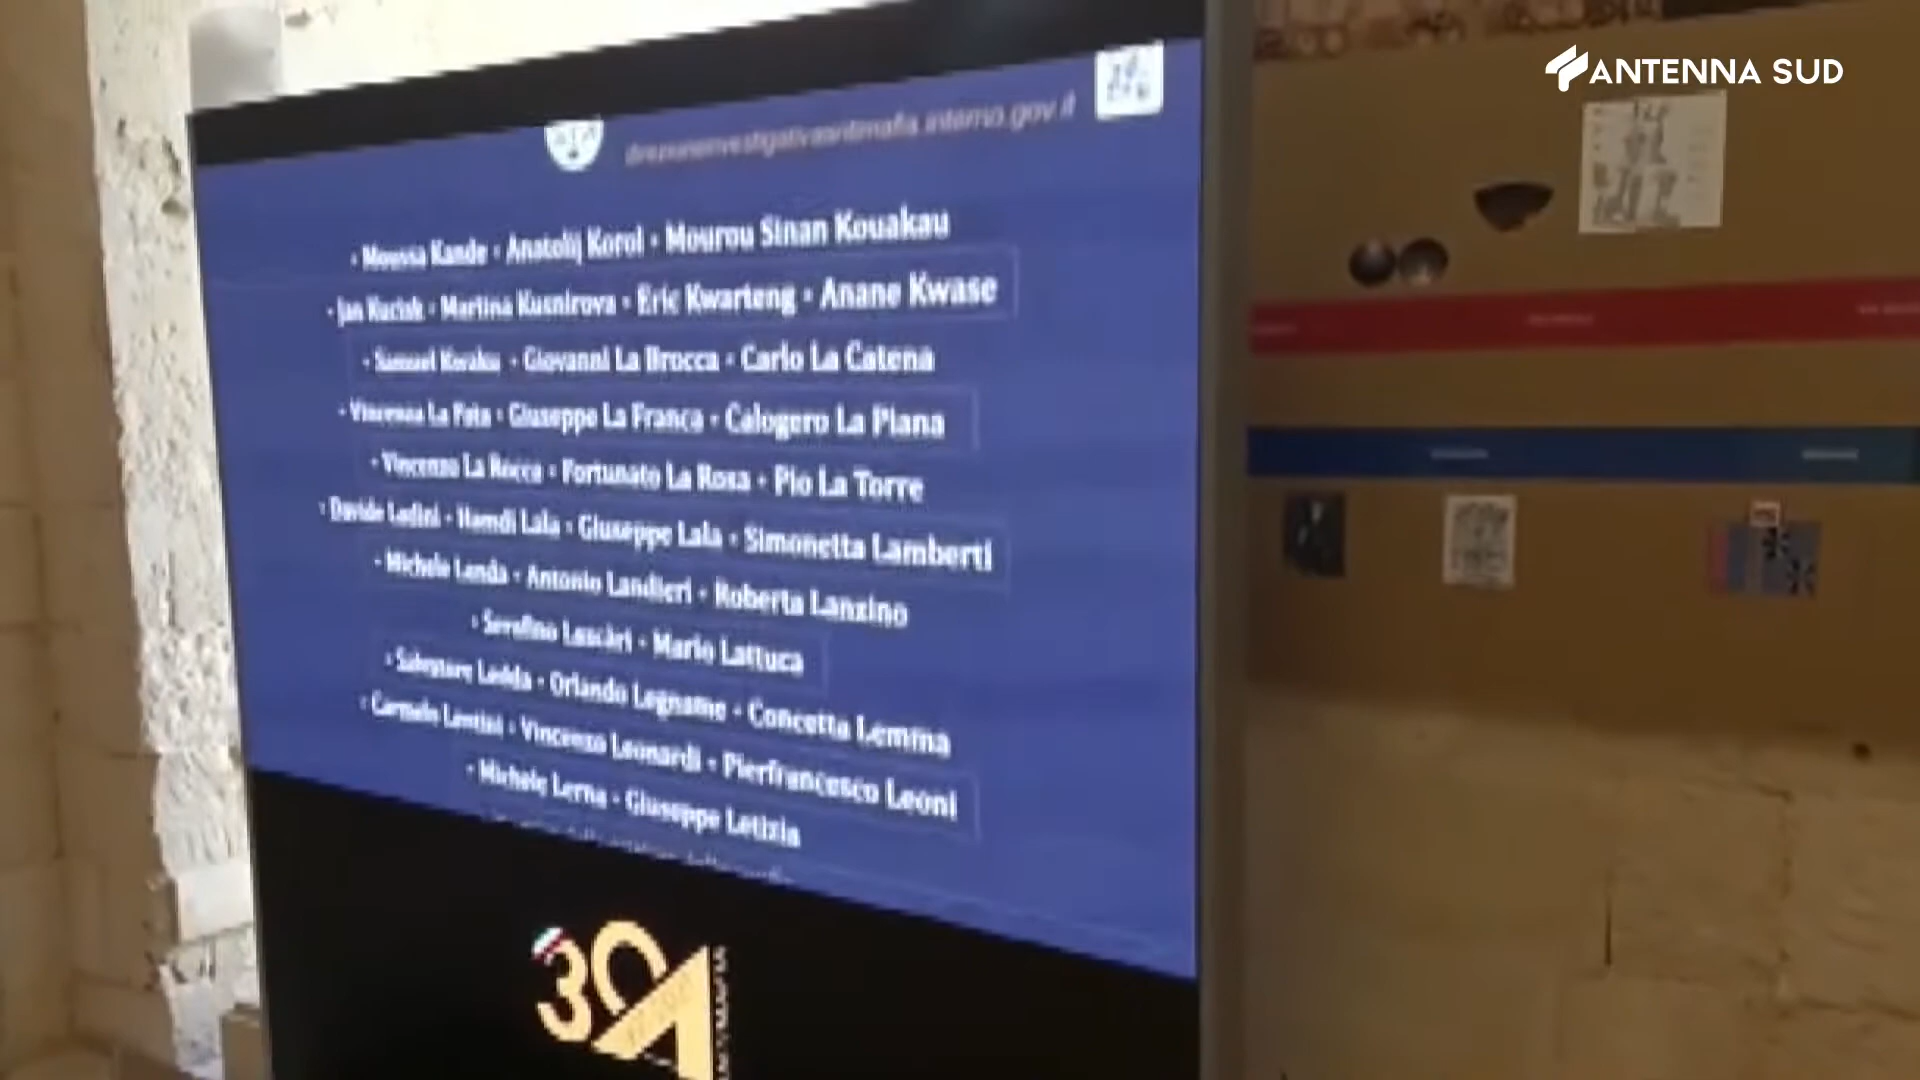 ANTENNA SUD
direzioneinvestigativaantimafia.interno.gov.it
• Moussa Kande • Anatolij Korol • Mourou Sinan Kouakau
• Jan Kuciak • Martina Kusnirova • Eric Kwarteng • Anane Kwase
• Samuel Kwaku • Giovanni La Brocca • Carlo La Catena
• Vincenza La Fata • Giuseppe La Franca • Calogero La Piana
• Vincenzo La Rocca • Fortunato La Rosa • Pio La Torre
• Davide Ladini • Hamdi Lala • Giuseppe Lala • Simonetta Lamberti
• Michele Landa • Antonio Landieri • Roberta Lanzino
• Serafino Lascàri • Mario Lattuca
• Salvatore Ledda • Orlando Legname • Concetta Lemma
• Carmelo Lentini • Vincenzo Leonardi • Pierfrancesco Leoni
• Michele Lerna • Giuseppe Letizia
30